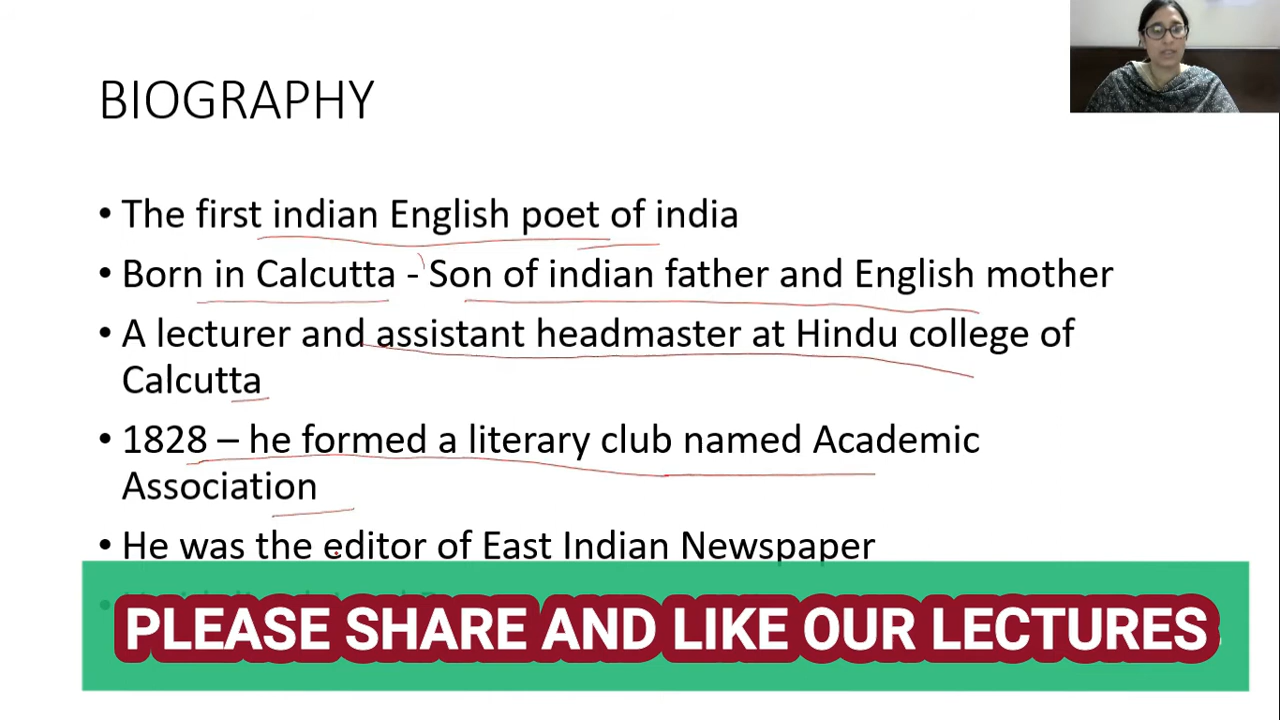 BIOGRAPHY
• The first indian English poet of india
• Born in Calcutta - Son of indian father and English mother
• A lecturer and assistant headmaster at Hindu college of
Calcutta
• 1828 – he formed a literary club named Academic
Association
• He was the editor of East Indian Newspaper
PLEASE SHARE AND LIKE OUR LECTURES